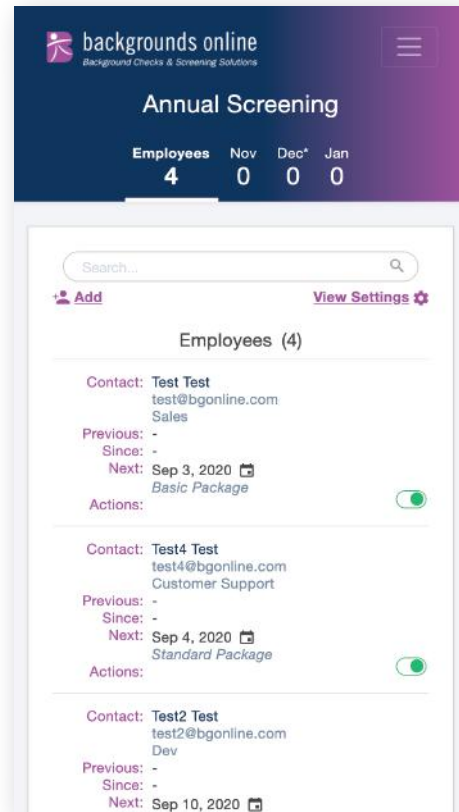 backgrounds online
Background Checks & Screening Solutions
Annual Screening
Employees Nov Dec* Jan
4 0 0 0
Search...
Add View Settings
Employees (4)
Contact: Test Test
test@bgonline.com
Sales
Previous: -
Since: -
Next: Sep 3, 2020
Basic Package
Actions:
Contact: Test4 Test
test4@bgonline.com
Customer Support
Previous: -
Since: -
Next: Sep 4, 2020
Standard Package
Actions:
Contact: Test2 Test
test2@bgonline.com
Dev
Previous: -
Since: -
Next: Sep 10, 2020